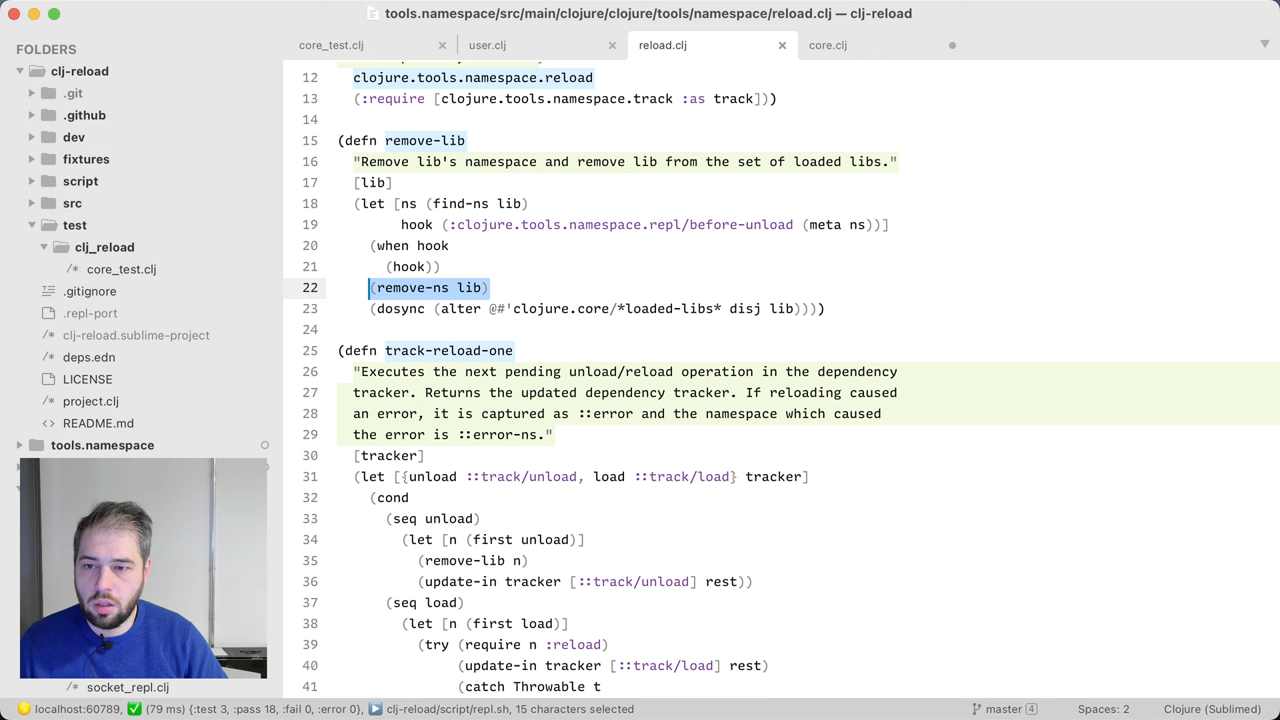 tools.namespace/src/main/clojure/clojure/tools/namespace/reload.clj — clj-reload
FOLDERS
clj-reload
.git
.github
dev
fixtures
script
src
test
clj_reload
/* core_test.clj
.gitignore
.repl-port
/* clj-reload.sublime-project
/* deps.edn
LICENSE
/* project.clj
<> README.md
tools.namespace
/* socket_repl.clj
core_test.clj
user.clj
reload.clj
core.clj
12 clojure.tools.namespace.reload
13 (:require [clojure.tools.namespace.track :as track]))
14
15 (defn remove-lib
16 "Remove lib's namespace and remove lib from the set of loaded libs."
17 [lib]
18 (let [ns (find-ns lib)
19 hook (:clojure.tools.namespace.repl/before-unload (meta ns))]
20 (when hook
21 (hook))
22 (remove-ns lib)
23 (dosync (alter @#'clojure.core/*loaded-libs* disj lib))))
24
25 (defn track-reload-one
26 "Executes the next pending unload/reload operation in the dependency
27 tracker. Returns the updated dependency tracker. If reloading caused
28 an error, it is captured as ::error and the namespace which caused
29 the error is ::error-ns."
30 [tracker]
31 (let [{unload ::track/unload, load ::track/load} tracker]
32 (cond
33 (seq unload)
34 (let [n (first unload)]
35 (remove-lib n)
36 (update-in tracker [::track/unload] rest))
37 (seq load)
38 (let [n (first load)]
39 (try (require n :reload)
40 (update-in tracker [::track/load] rest)
41 (catch Throwable t
localhost:60789, ✅ (79 ms) {:test 3, :pass 18, :fail 0, :error 0}, ▶️ clj-reload/script/repl.sh, 15 characters selected
master 4
Spaces: 2
Clojure (Sublimed)